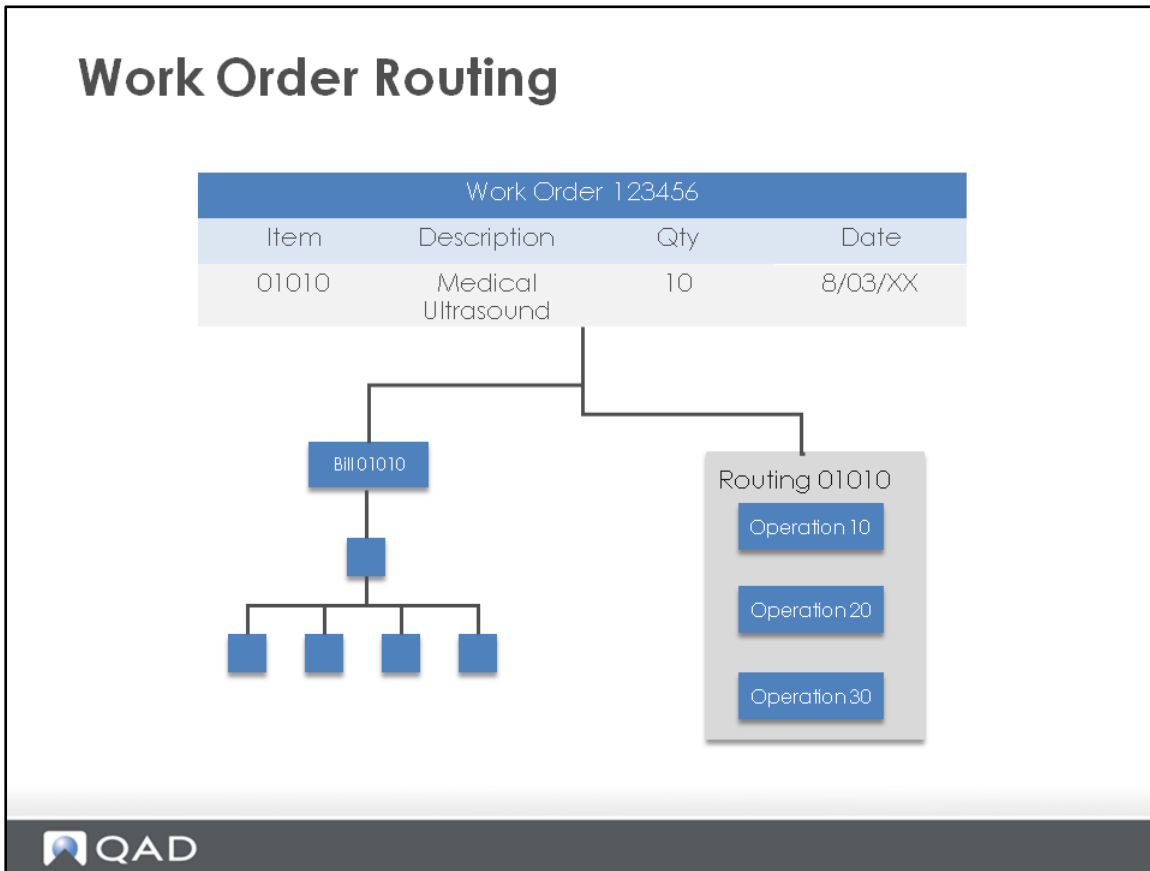 Work Order Routing
Work Order 123456
Item Description Qty Date
01010 Medical Ultrasound 10 8/03/XX
Bill 01010
Routing 01010
Operation 10
Operation 20
Operation 30
QAD